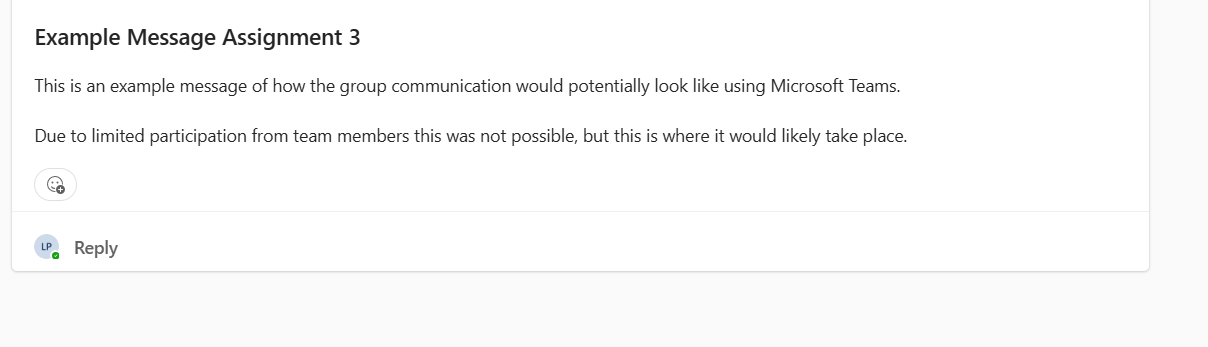 Example Message Assignment 3
This is an example message of how the group communication would potentially look like using Microsoft Teams.
Due to limited participation from team members this was not possible, but this is where it would likely take place.
LP
Reply